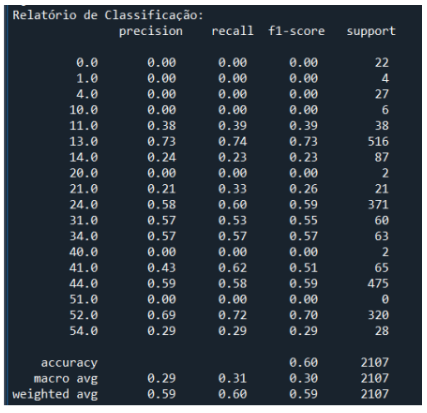 Relatório de Classificação:
precision recall f1-score support
0.0 0.00 0.00 0.00 22
1.0 0.00 0.00 0.00 4
4.0 0.00 0.00 0.00 27
10.0 0.00 0.00 0.00 6
11.0 0.38 0.39 0.39 38
13.0 0.73 0.74 0.73 516
14.0 0.24 0.23 0.23 87
20.0 0.00 0.00 0.00 2
21.0 0.21 0.33 0.26 21
24.0 0.58 0.60 0.59 371
31.0 0.57 0.53 0.55 60
34.0 0.57 0.57 0.57 63
40.0 0.00 0.00 0.00 2
41.0 0.43 0.62 0.51 65
44.0 0.59 0.58 0.59 475
51.0 0.00 0.00 0.00 0
52.0 0.69 0.72 0.70 320
54.0 0.29 0.29 0.29 28
accuracy 0.60 2107
macro avg 0.29 0.31 0.30 2107
weighted avg 0.59 0.60 0.59 2107